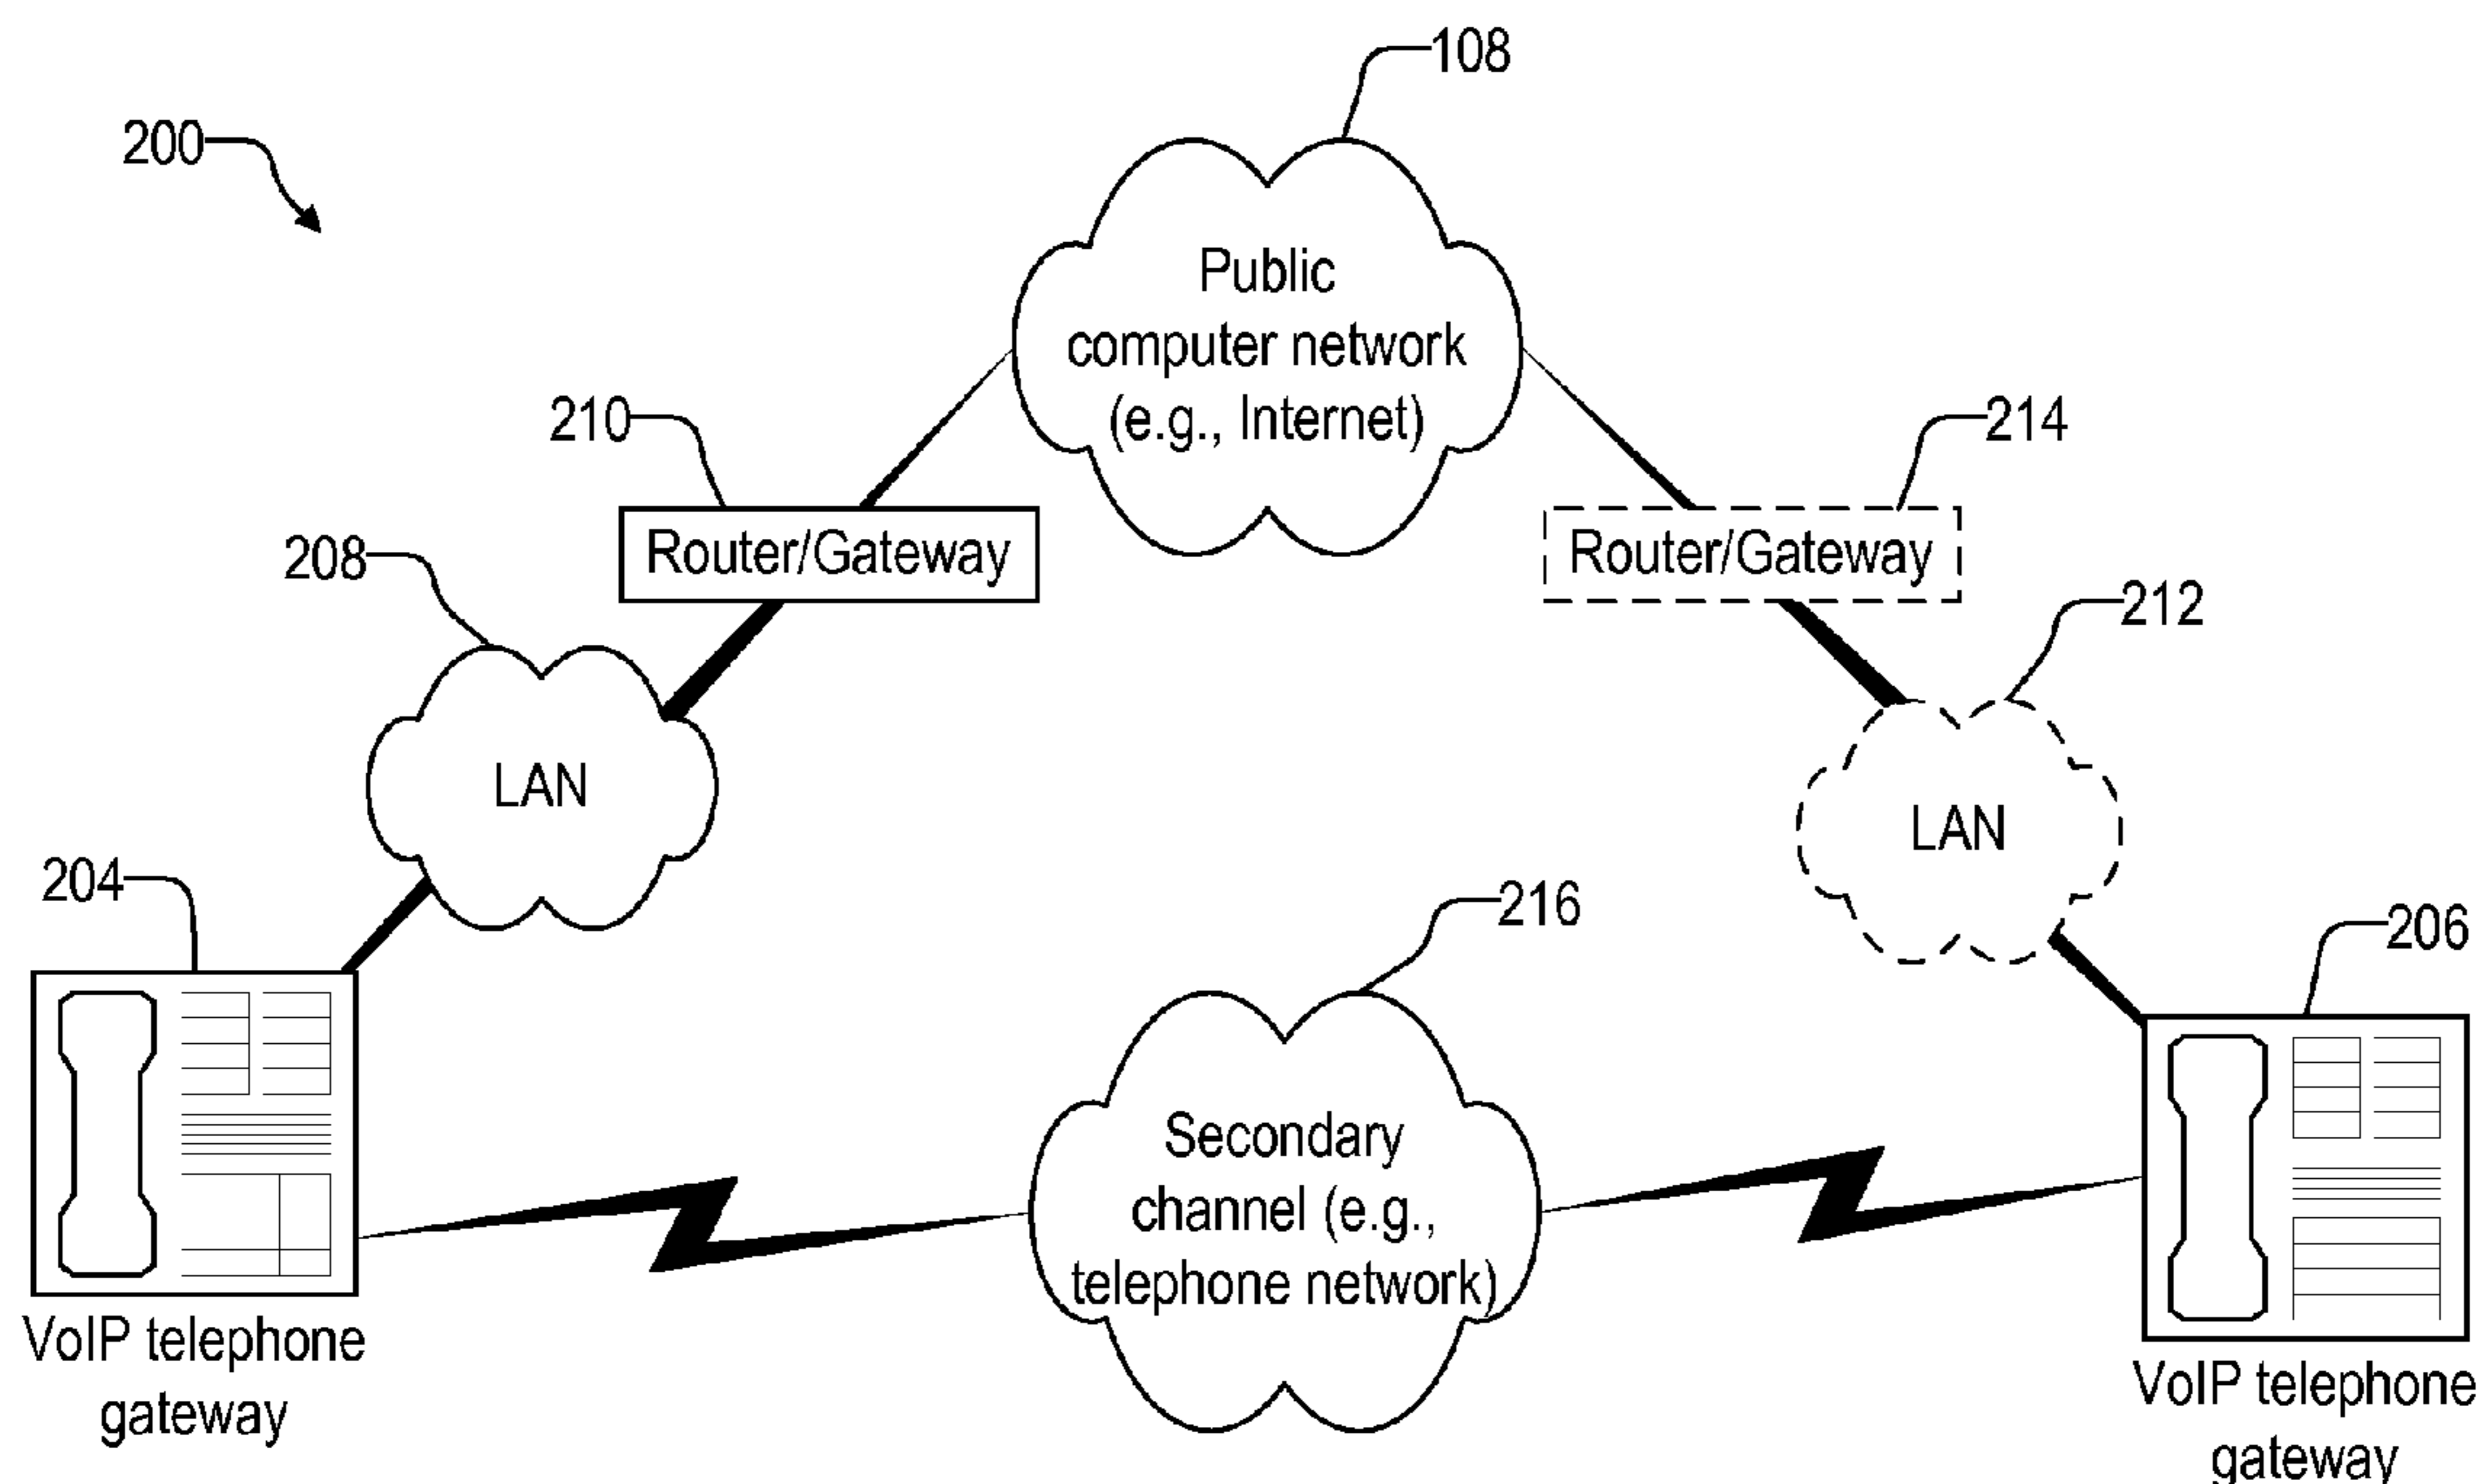 108
200
Public
computer network
(e.g., Internet)
210
214
Router/Gateway
Router/Gateway
208
212
LAN
LAN
204
216
206
Secondary
channel (e.g.,
telephone network)
VoIP telephone
gateway
VoIP telephone
gateway